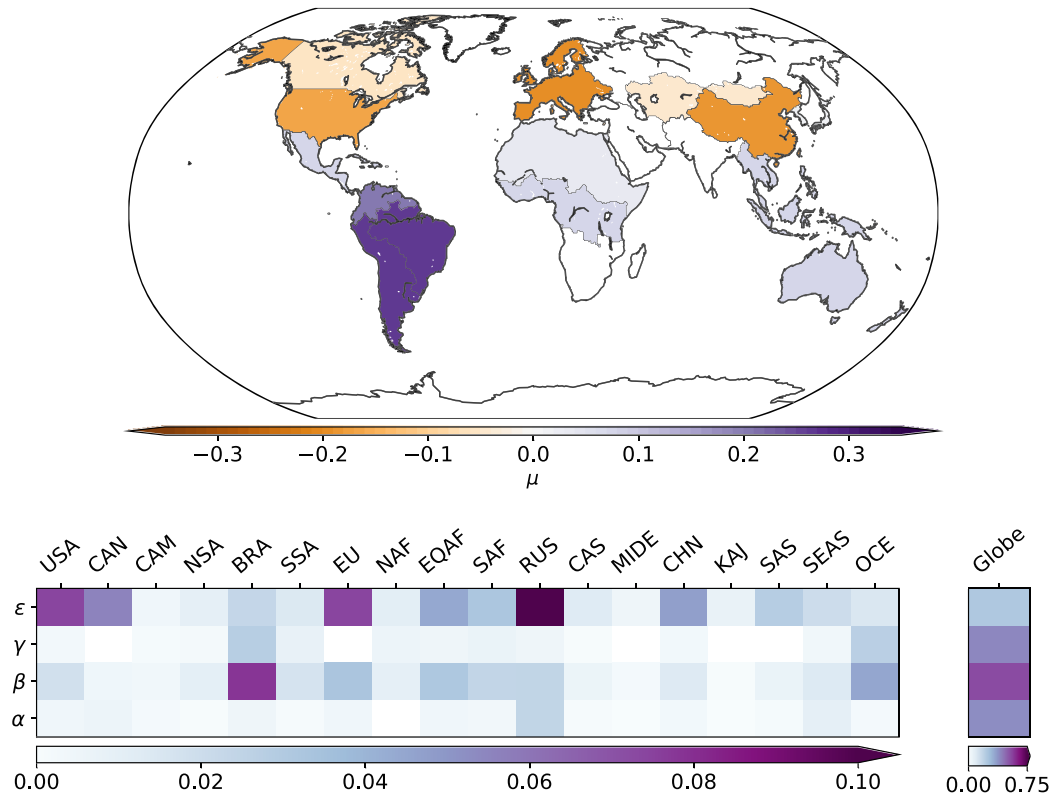 −0.3 −0.2 −0.1 0.0 0.1 0.2 0.3
μ
USA CAN CAM NSA BRA SSA EU NAF EQAF SAF RUS CAS MIDE CHN KAJ SAS SEAS OCE Globe
ε
γ
β
α
0.00 0.02 0.04 0.06 0.08 0.10 0.00 0.75